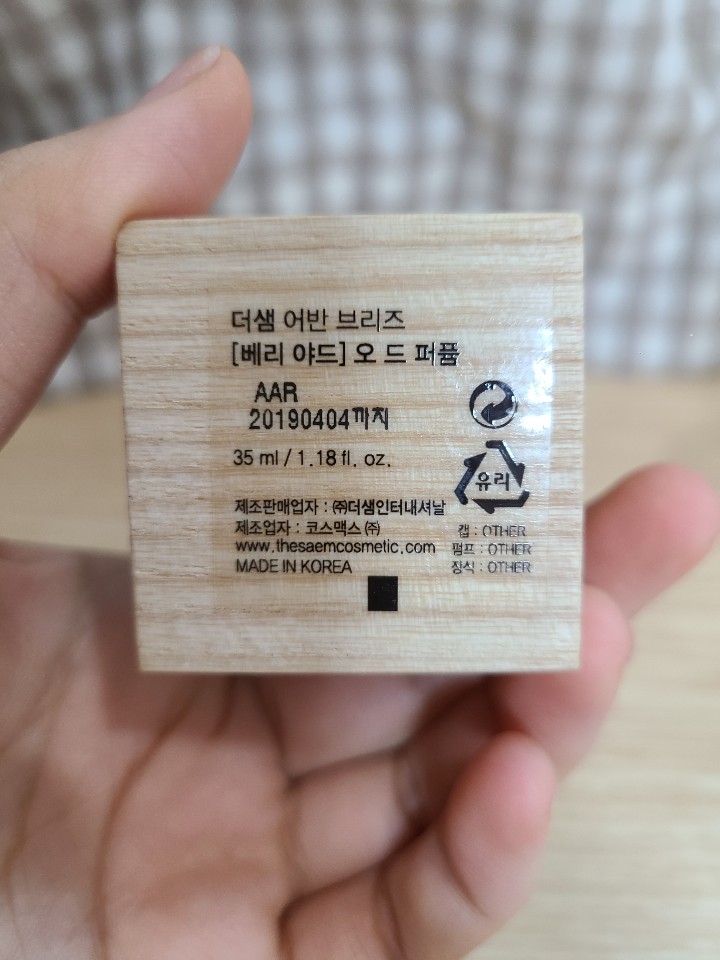 더샘 어반 브리즈
[베리 야드] 오 드 퍼퓸
AAR
20190404까지
35 ml / 1.18 fl. oz.
유리
제조판매업자 : ㈜더샘인터내셔날
제조업자 : 코스맥스㈜
www.thesaemcosmetic.com
MADE IN KOREA
캡 : OTHER
펌프 : OTHER
장식 : OTHER